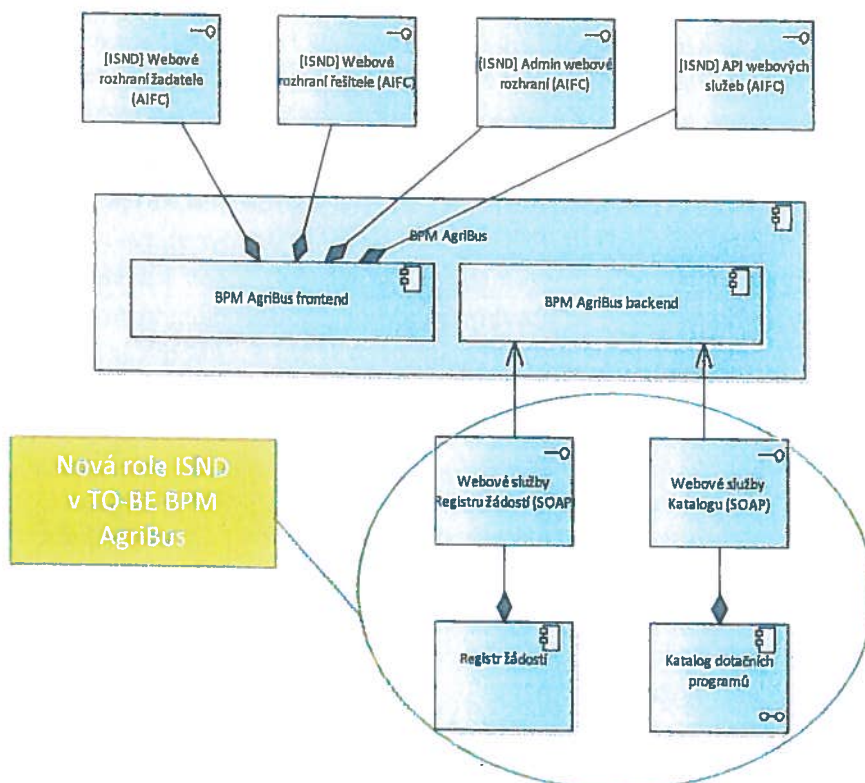 [ISND] Webové
rozhraní žadatele
(AIFC)
[ISND] Webové
rozhraní řešitele (AIFC)
[ISND] Admin webové
rozhraní (AIFC)
[ISND] API webových
služeb (AIFC)
BPM AgriBus
BPM AgriBus frontend
BPM AgriBus backend
Nová role ISND
v TO-BE BPM
AgriBus
Webové služby
Registru žádostí (SOAP)
Webové služby
Katalogu (SOAP)
Registr žádostí
Katalog dotačních
programů